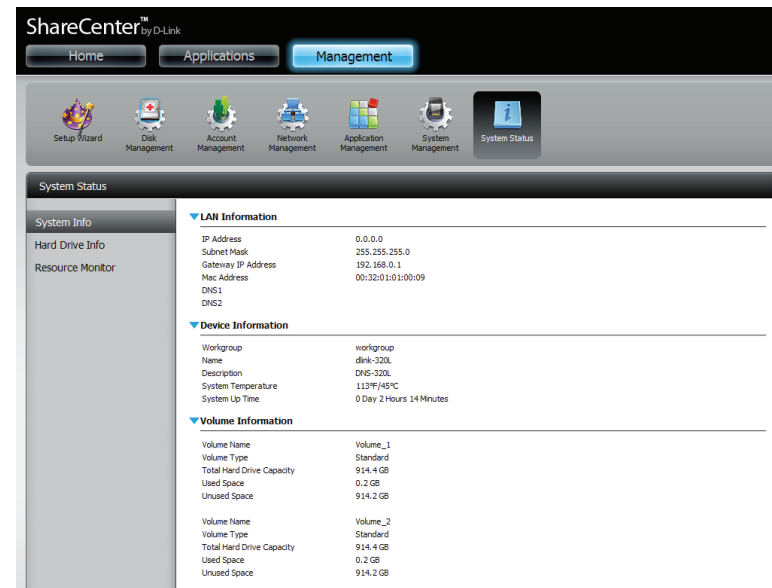 ShareCenter™ by D-Link
Home Applications Management
Setup Wizard
Disk Management
Account Management
Network Management
Application Management
System Management
System Status
System Status
System Info
Hard Drive Info
Resource Monitor
LAN Information
IP Address 0.0.0.0
Subnet Mask 255.255.255.0
Gateway IP Address 192.168.0.1
Mac Address 00:32:01:01:00:09
DNS1
DNS2
Device Information
Workgroup workgroup
Name dlink-320L
Description DNS-320L
System Temperature 113°F/45°C
System Up Time 0 Day 2 Hours 14 Minutes
Volume Information
Volume Name Volume_1
Volume Type Standard
Total Hard Drive Capacity 914.4 GB
Used Space 0.2 GB
Unused Space 914.2 GB
Volume Name Volume_2
Volume Type Standard
Total Hard Drive Capacity 914.4 GB
Used Space 0.2 GB
Unused Space 914.2 GB